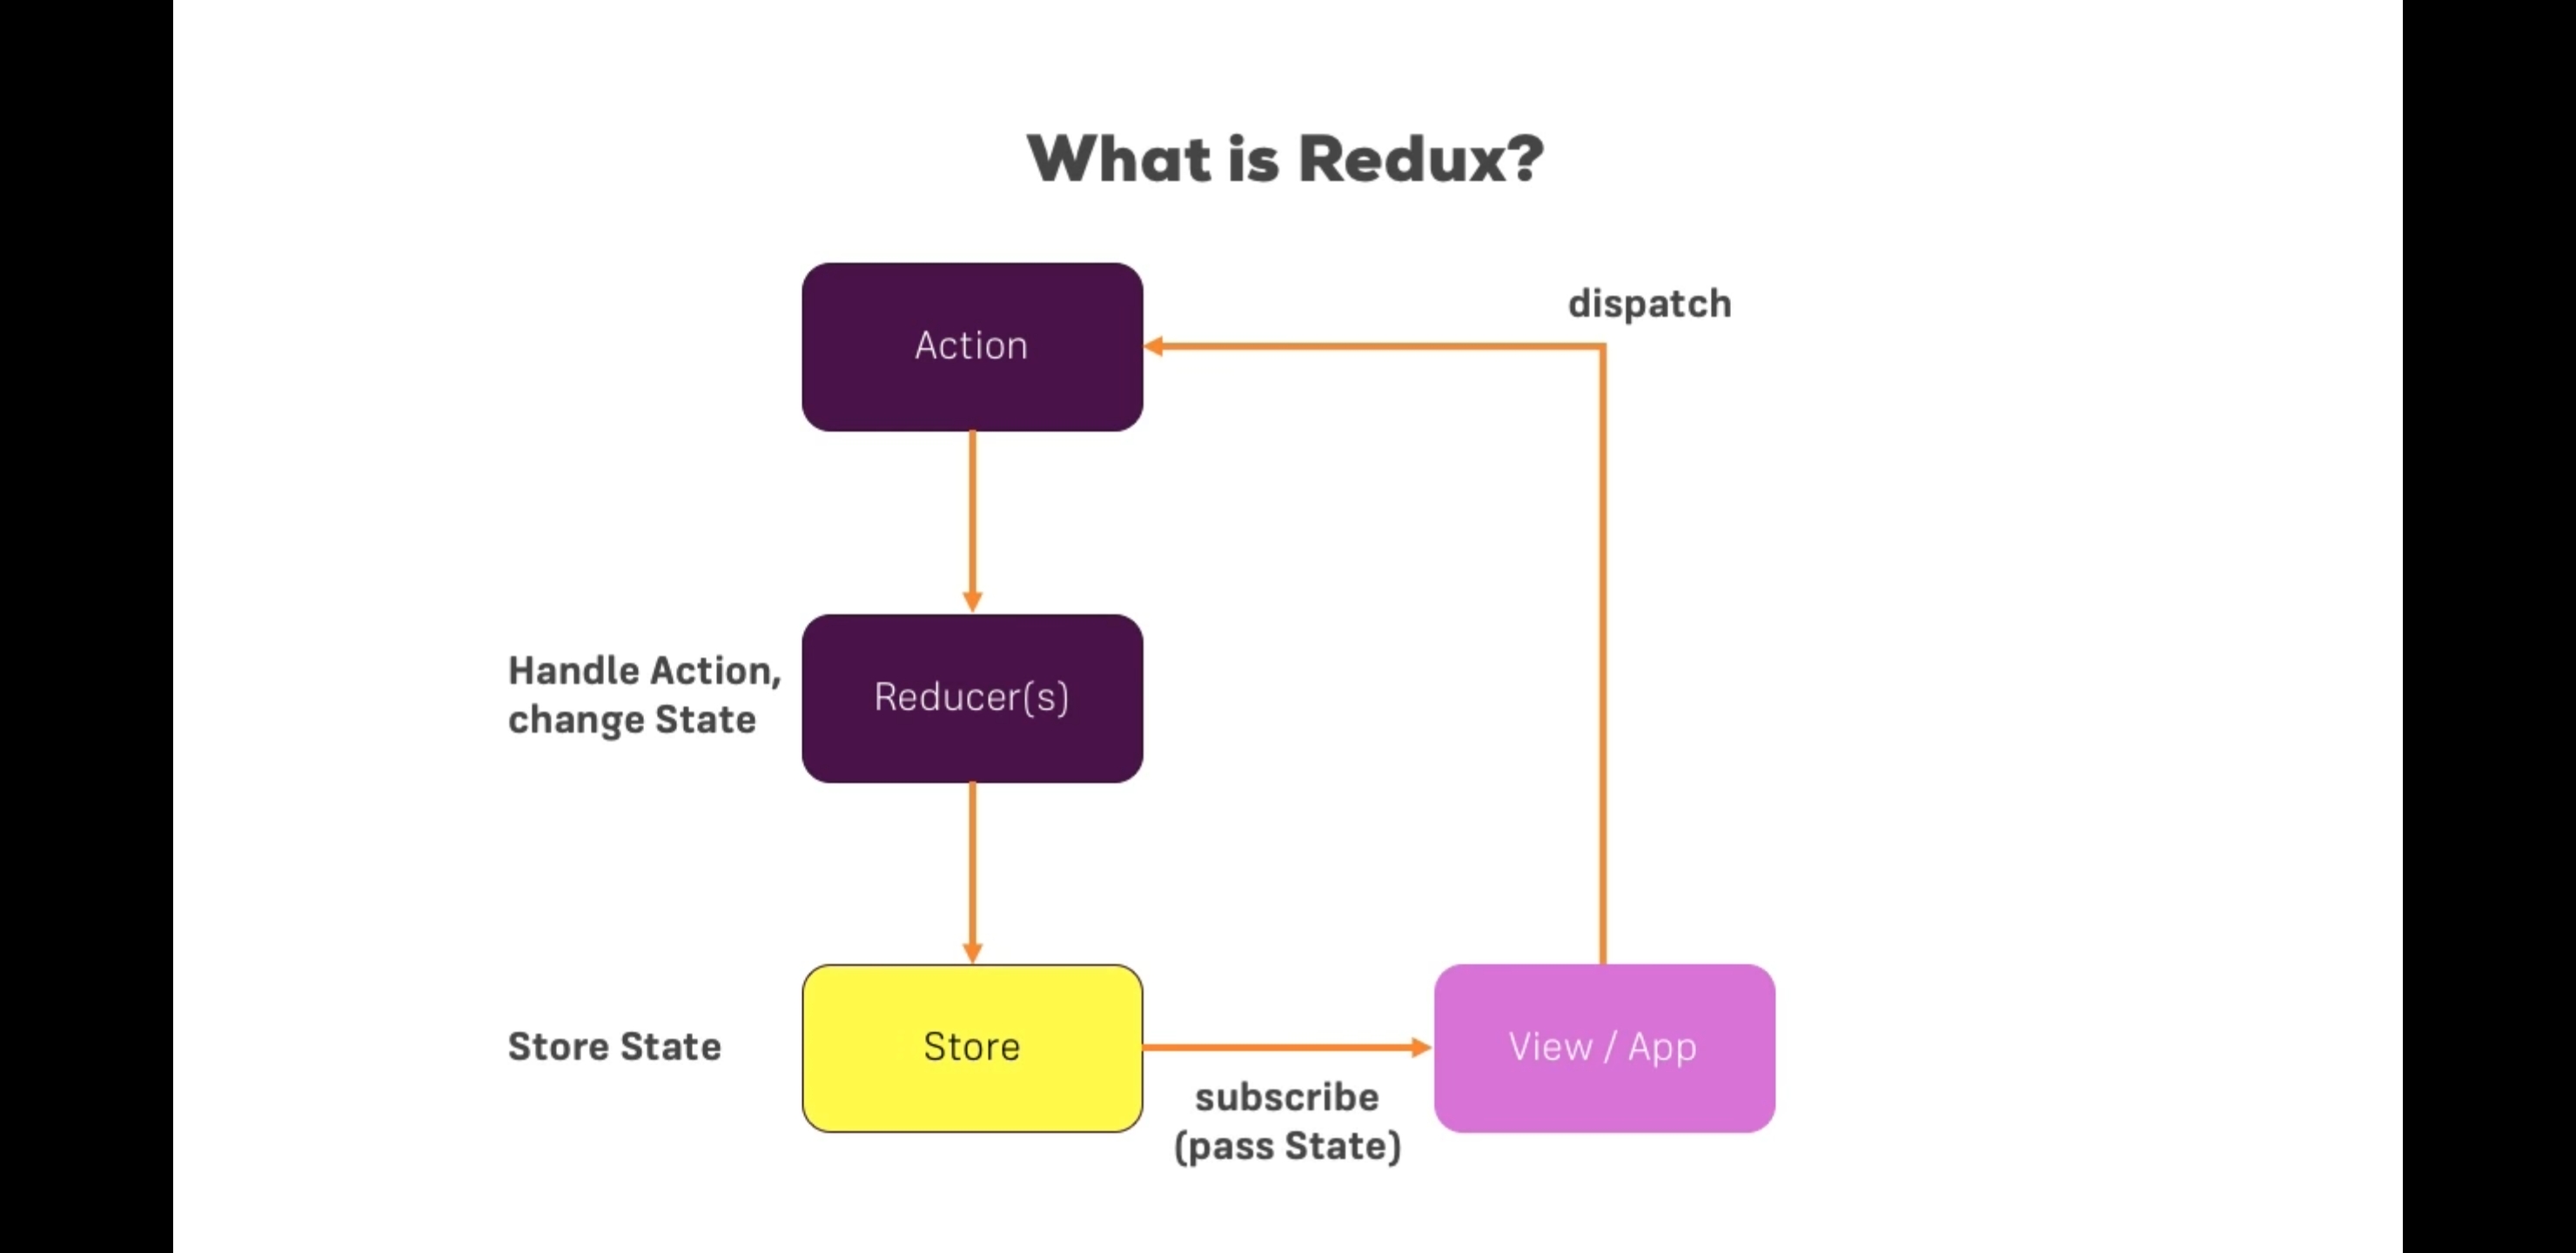 What is Redux?
dispatch
Action
Handle Action,
change State
Reducer(s)
Store State
Store
View / App
subscribe
(pass State)